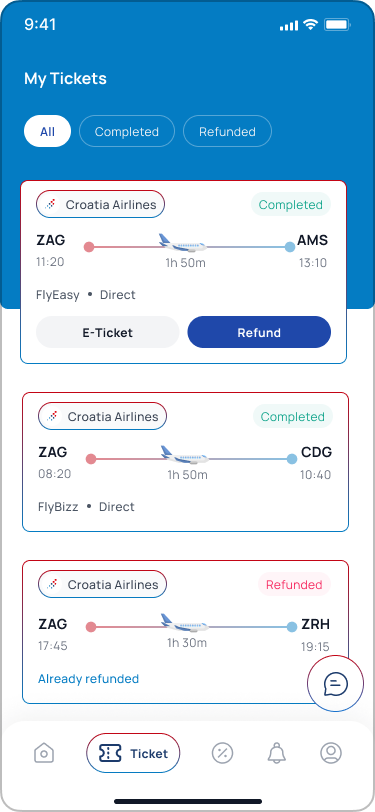 9:41
My Tickets
All Completed Refunded
Croatia Airlines Completed
ZAG AMS
11:20 1h 50m 13:10
FlyEasy • Direct
E-Ticket Refund
Croatia Airlines Completed
ZAG CDG
08:20 1h 50m 10:40
FlyBizz • Direct
Croatia Airlines Refunded
ZAG ZRH
17:45 1h 30m 19:15
Already refunded
Ticket